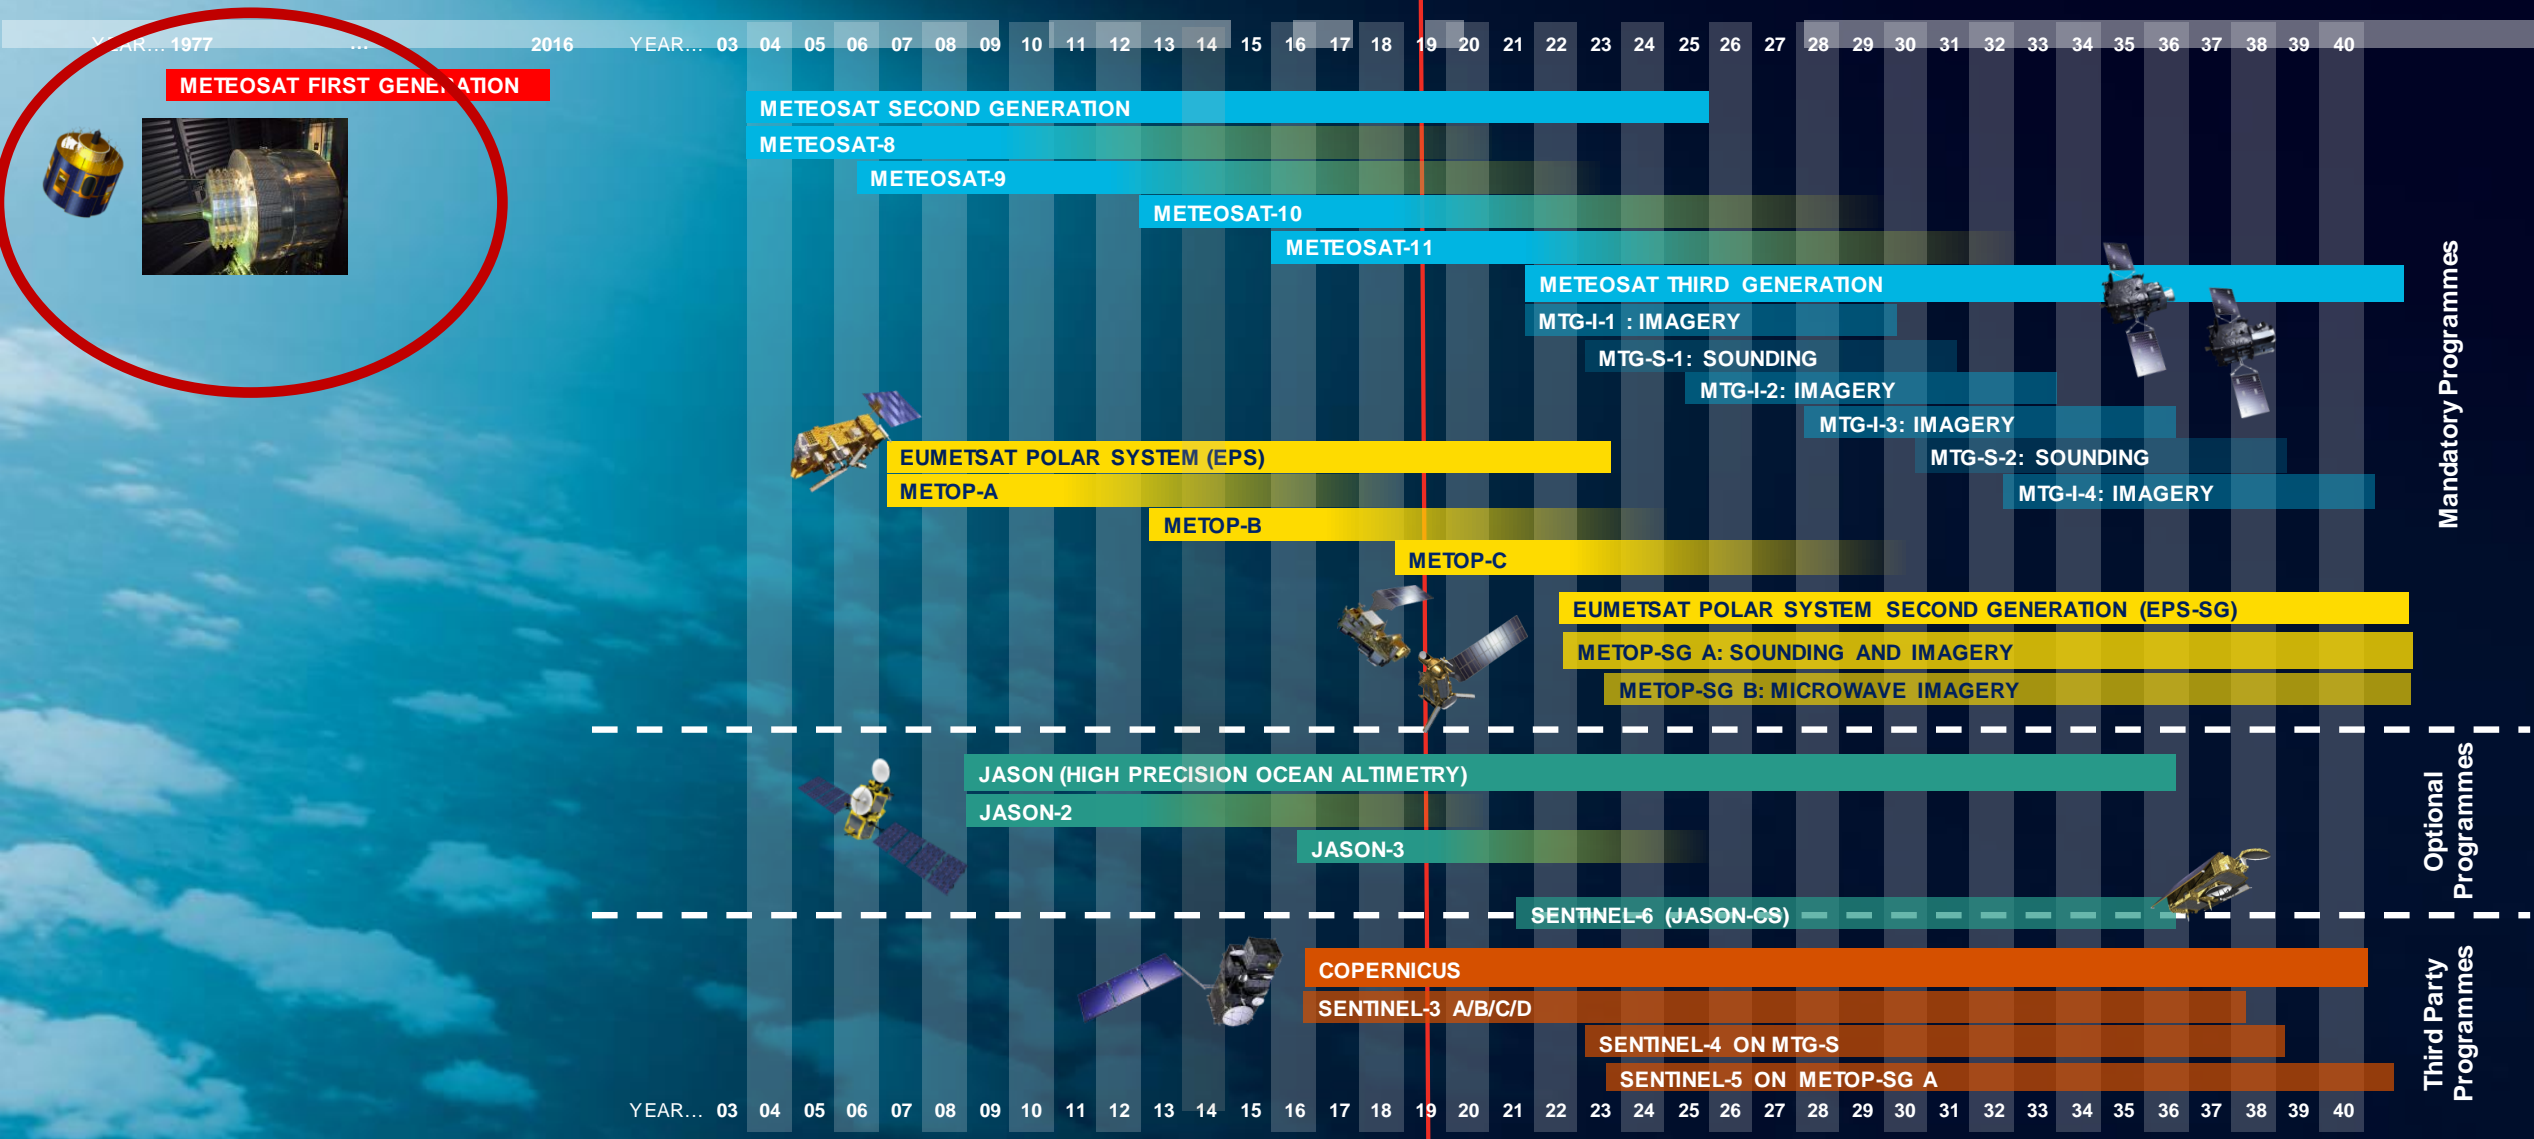 YEAR... 1977 ... 2016 YEAR... 03 04 05 06 07 08 09 10 11 12 13 14 15 16 17 18 19 20 21 22 23 24 25 26 27 28 29 30 31 32 33 34 35 36 37 38 39 40
METEOSAT FIRST GENERATION
METEOSAT SECOND GENERATION
METEOSAT-8
METEOSAT-9
METEOSAT-10
METEOSAT-11
METEOSAT THIRD GENERATION
MTG-I-1 : IMAGERY
MTG-S-1: SOUNDING
MTG-I-2: IMAGERY
MTG-I-3: IMAGERY
MTG-S-2: SOUNDING
MTG-I-4: IMAGERY
Mandatory Programmes
EUMETSAT POLAR SYSTEM (EPS)
METOP-A
METOP-B
METOP-C
EUMETSAT POLAR SYSTEM SECOND GENERATION (EPS-SG)
METOP-SG A: SOUNDING AND IMAGERY
METOP-SG B: MICROWAVE IMAGERY
JASON (HIGH PRECISION OCEAN ALTIMETRY)
JASON-2
JASON-3
SENTINEL-6 (JASON-CS)
Optional
Programmes
COPERNICUS
SENTINEL-3 A/B/C/D
SENTINEL-4 ON MTG-S
SENTINEL-5 ON METOP-SG A
Third Party
Programmes
YEAR... 03 04 05 06 07 08 09 10 11 12 13 14 15 16 17 18 19 20 21 22 23 24 25 26 27 28 29 30 31 32 33 34 35 36 37 38 39 40